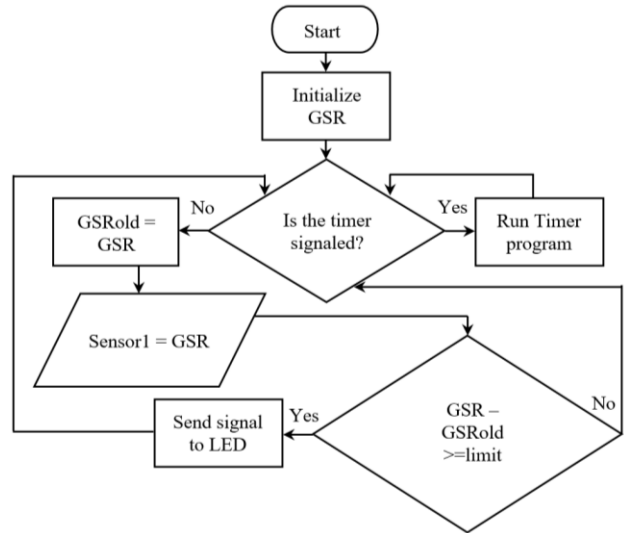 Start
Initialize
GSR
Is the timer
signaled?
No
Yes
GSRold =
GSR
Run Timer
program
Sensor1 = GSR
GSR –
GSRold
>=limit
Yes
No
Send signal
to LED